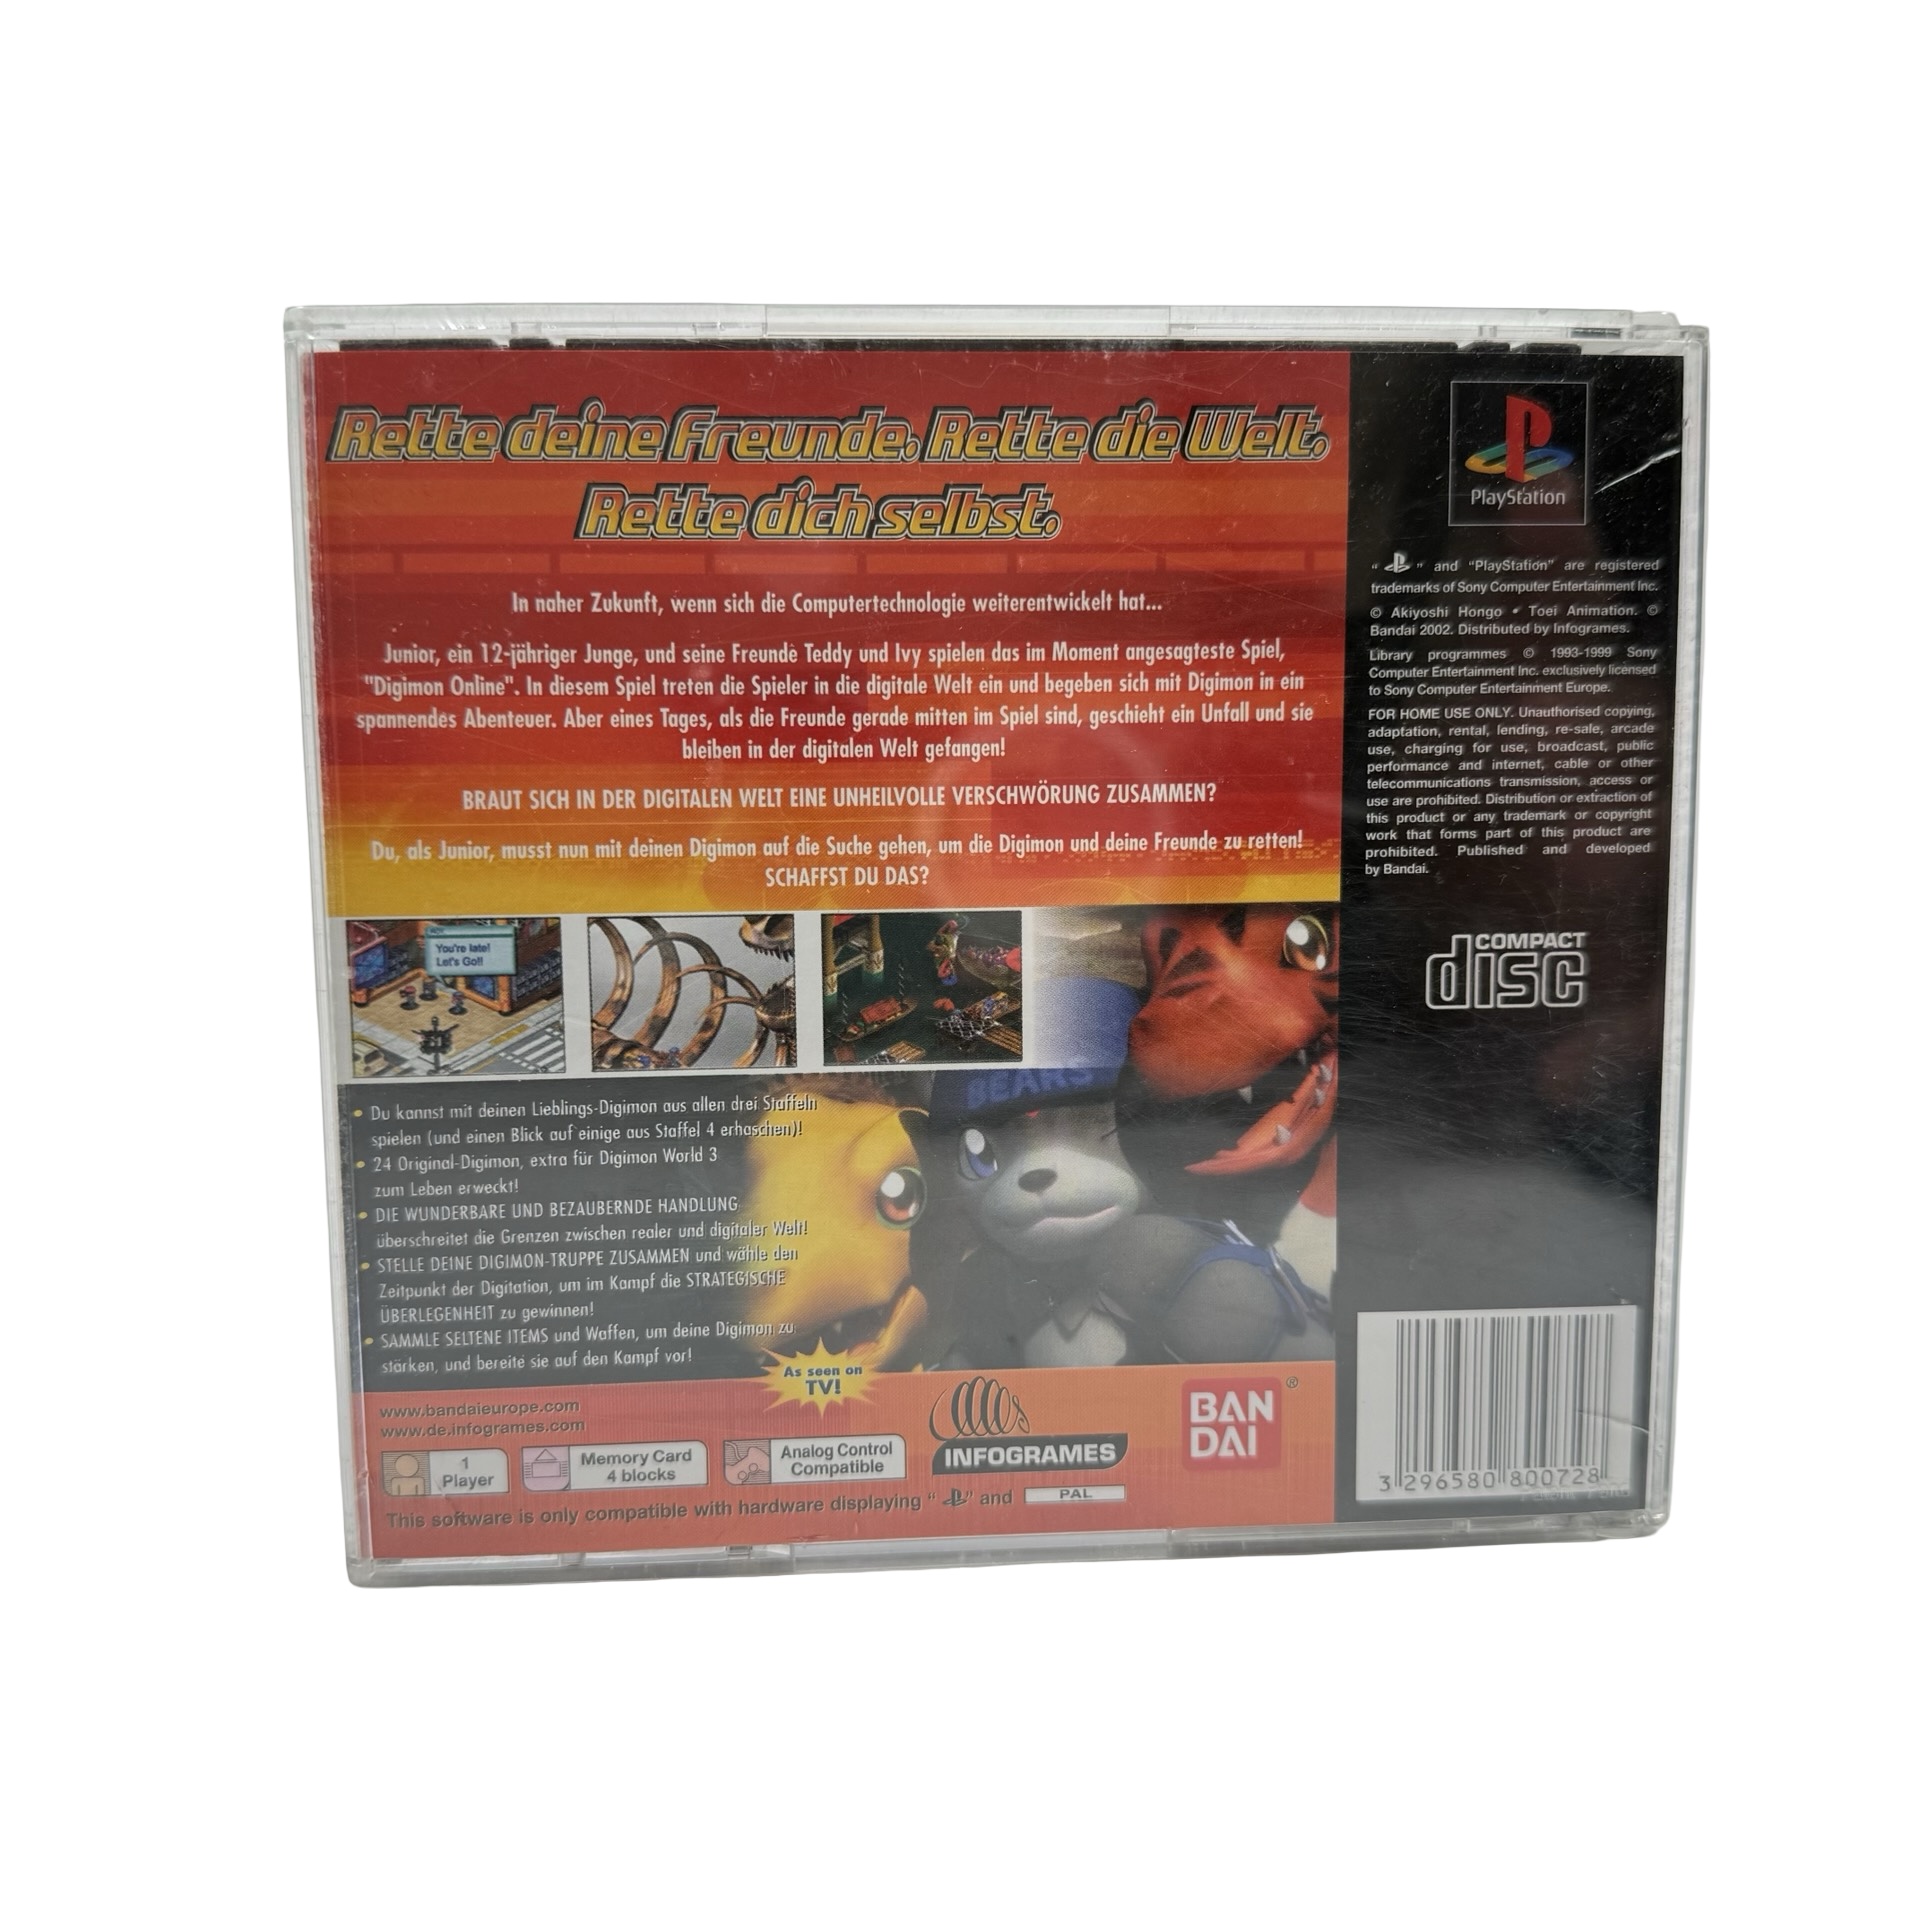 Rette deine Freunde. Rette die Welt.
Rette dich selbst.
In naher Zukunft, wenn sich die Computertechnologie weiterentwickelt hat...
Junior, ein 12-jähriger Junge, und seine Freunde Teddy und Ivy spielen das im Moment angesagteste Spiel,
"Digimon Online". In diesem Spiel treten die Spieler in die digitale Welt ein und begeben sich mit Digimon in ein
spannendes Abenteuer. Aber eines Tages, als die Freunde gerade mitten im Spiel sind, geschieht ein Unfall und sie
bleiben in der digitalen Welt gefangen!
BRAUT SICH IN DER DIGITALEN WELT EINE UNHEILVOLLE VERSCHWÖRUNG ZUSAMMEN?
Du, als Junior, musst nun mit deinen Digimon auf die Suche gehen, um die Digimon und deine Freunde zu retten!
SCHAFFST DU DAS?
You're late!
Let's Go!!
BEARS
• Du kannst mit deinen Lieblings-Digimon aus allen drei Staffeln
spielen (und einen Blick auf einige aus Staffel 4 erhaschen)!
• 24 Original-Digimon, extra für Digimon World 3
zum Leben erweckt!
• DIE WUNDERBARE UND BEZAUBERNDE HANDLUNG
überschreitet die Grenzen zwischen realer und digitaler Welt!
• STELLE DEINE DIGIMON-TRUPPE ZUSAMMEN und wähle den
Zeitpunkt der Digitation, um im Kampf die STRATEGISCHE
ÜBERLEGENHEIT zu gewinnen!
• SAMMLE SELTENE ITEMS und Waffen, um deine Digimon zu
stärken, und bereite sie auf den Kampf vor!
As seen on
TV!
www.bandaieurope.com
www.de.infogrames.com
1
Player
Memory Card
4 blocks
Analog Control
Compatible
INFOGRAMES
BAN
DAI
®
This software is only compatible with hardware displaying " " and PAL
PlayStation
" " and "PlayStation" are registered
trademarks of Sony Computer Entertainment Inc.
© Akiyoshi Hongo • Toei Animation. ©
Bandai 2002. Distributed by Infogrames.
Library programmes © 1993-1999 Sony
Computer Entertainment Inc. exclusively licensed
to Sony Computer Entertainment Europe.
FOR HOME USE ONLY. Unauthorised copying,
adaptation, rental, lending, re-sale, arcade
use, charging for use, broadcast, public
performance and internet, cable or other
telecommunications transmission, access or
use are prohibited. Distribution or extraction of
this product or any trademark or copyright
work that forms part of this product are
prohibited. Published and developed
by Bandai.
COMPACT
disc
3 296580 800728